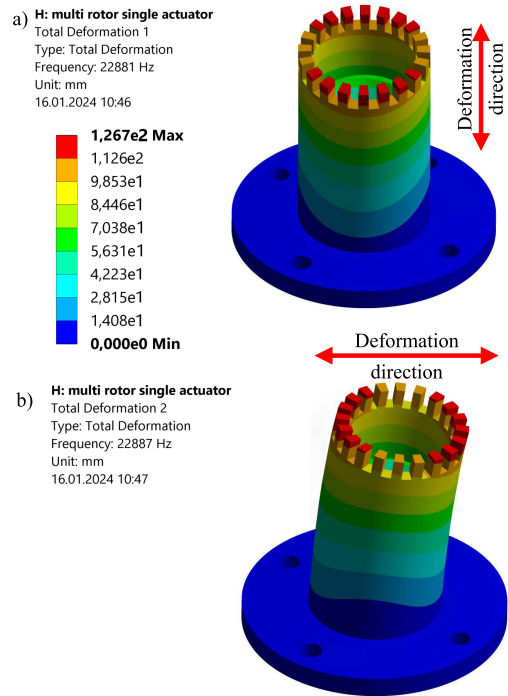 a)
H: multi rotor single actuator
Total Deformation 1
Type: Total Deformation
Frequency: 22881 Hz
Unit: mm
16.01.2024 10:46
Deformation
direction
1,267e2 Max
1,126e2
9,853e1
8,446e1
7,038e1
5,631e1
4,223e1
2,815e1
1,408e1
0,000e0 Min
Deformation
direction
b)
H: multi rotor single actuator
Total Deformation 2
Type: Total Deformation
Frequency: 22887 Hz
Unit: mm
16.01.2024 10:47